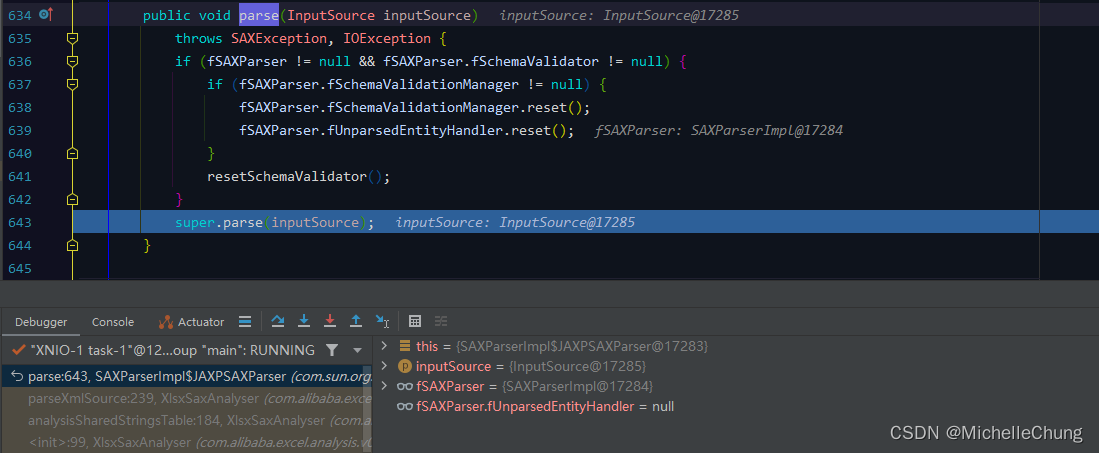 634 public void parse(InputSource inputSource) inputSource: InputSource@17285
635 throws SAXException, IOException {
636 if (fSAXParser != null && fSAXParser.fSchemaValidator != null) {
637 if (fSAXParser.fSchemaValidationManager != null) {
638 fSAXParser.fSchemaValidationManager.reset();
639 fSAXParser.fUnparsedEntityHandler.reset(); fSAXParser: SAXParserImpl@17284
640 }
641 resetSchemaValidator();
642 }
643 super.parse(inputSource); inputSource: InputSource@17285
644 }
645
Debugger Console Actuator
"XNIO-1 task-1"@12...oup "main": RUNNING
parse:643, SAXParserImpl$JAXPSAXParser (com.sun.org.
parseXmlSource:239, XlsxSaxAnalyser (com.alibaba.exce
analysisSharedStringsTable:184, XlsxSaxAnalyser (com.a
<init>:99, XlsxSaxAnalyser (com.alibaba.excel.analysis.v0
this = {SAXParserImpl$JAXPSAXParser@17283}
inputSource = {InputSource@17285}
fSAXParser = {SAXParserImpl@17284}
fSAXParser.fUnparsedEntityHandler = null
CSDN @MichelleChung